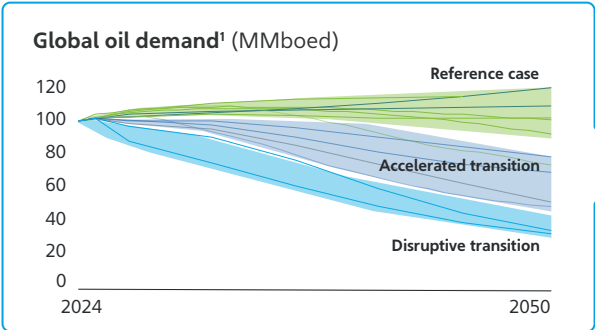 Global oil demand¹ (MMboed)
Reference case
120
100
80
Accelerated transition
60
40
Disruptive transition
20
0
2024 2050